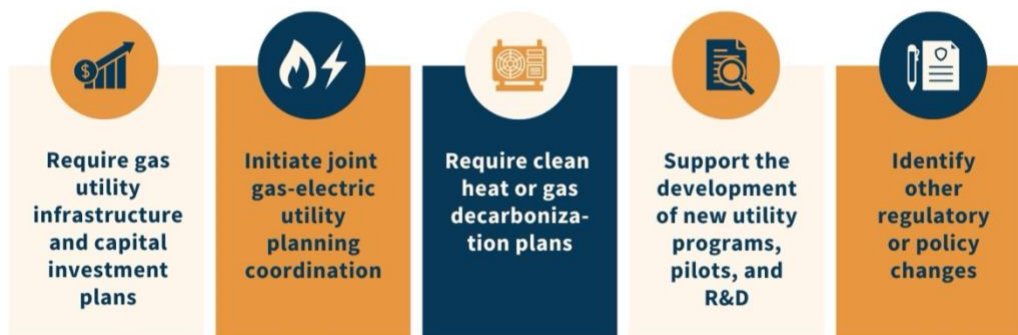 Require gas
utility
infrastructure
and capital
investment
plans
Initiate joint
gas-electric
utility
planning
coordination
Require clean
heat or gas
decarboniza-
tion plans
Support the
development
of new utility
programs,
pilots, and
R&D
Identify
other
regulatory
or policy
changes